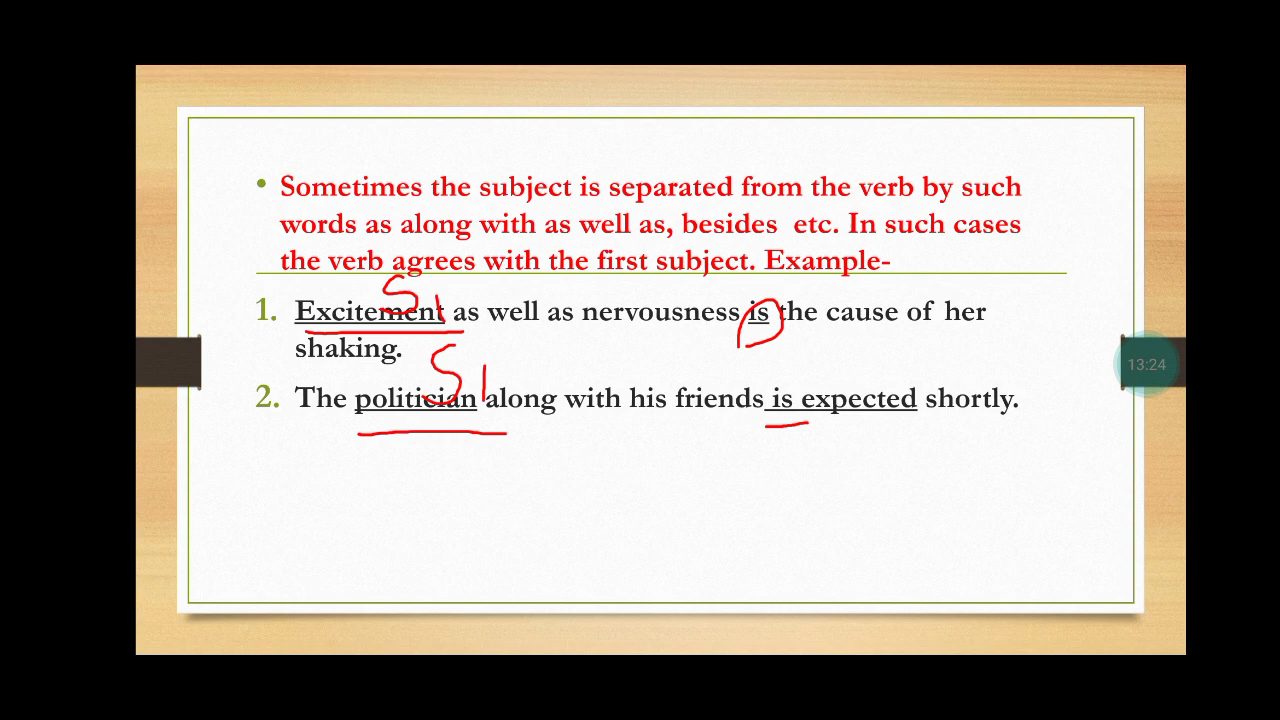 • Sometimes the subject is separated from the verb by such
words as along with as well as, besides etc. In such cases
the verb agrees with the first subject. Example-
S1
1. Excitement as well as nervousness is the cause of her
shaking.
S1
2. The politician along with his friends is expected shortly.
13:24